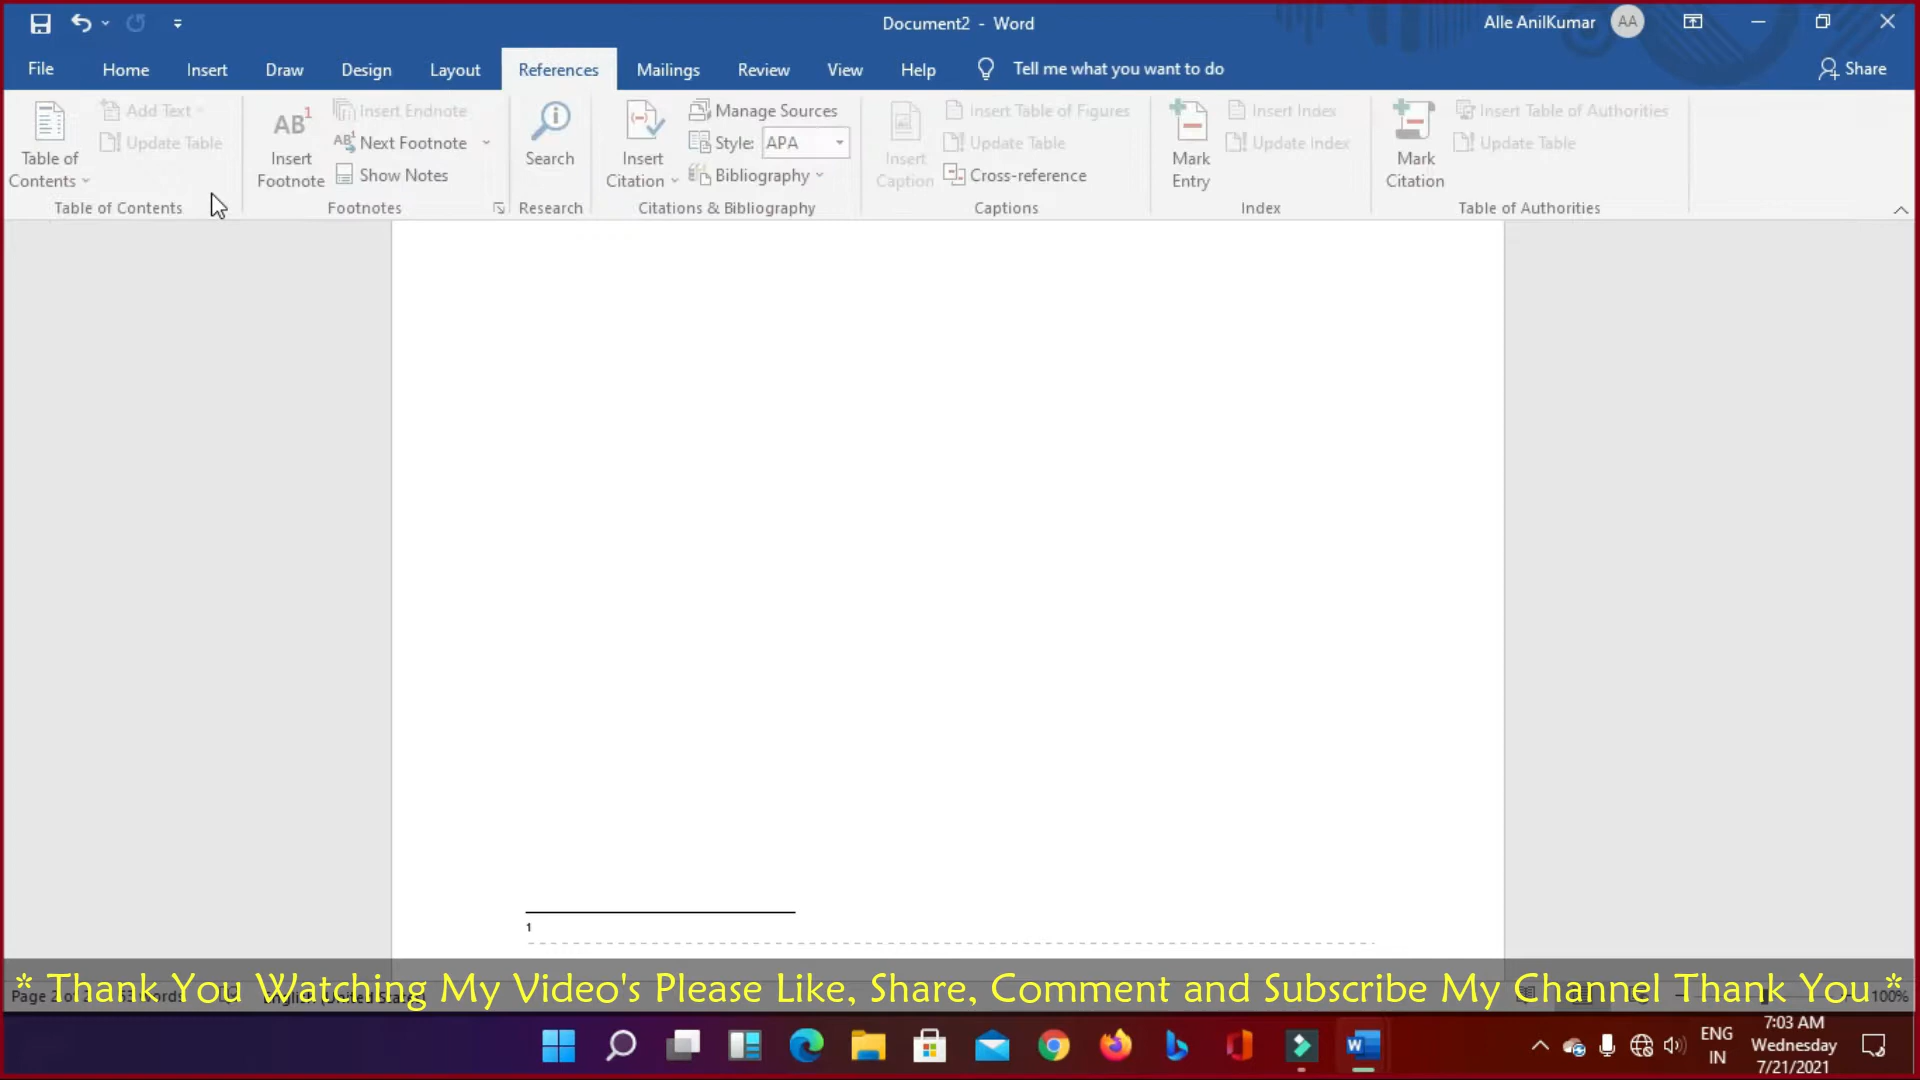 Document2 - Word
Alle AnilKumar AA
File Home Insert Draw Design Layout References Mailings Review View Help Tell me what you want to do Share
Table of Contents
Add Text
Update Table
Table of Contents
AB1
Insert Footnote
Insert Endnote
Next Footnote
Show Notes
Footnotes
Search
Research
Insert Citation
Manage Sources
Style: APA
Bibliography
Citations & Bibliography
Insert Caption
Insert Table of Figures
Update Table
Cross-reference
Captions
Mark Entry
Insert Index
Update Index
Index
Mark Citation
Insert Table of Authorities
Update Table
Table of Authorities
1
* Thank You Watching My Video's Please Like, Share, Comment and Subscribe My Channel Thank You *
100%
ENG
IN
7:03 AM
Wednesday
7/21/2021